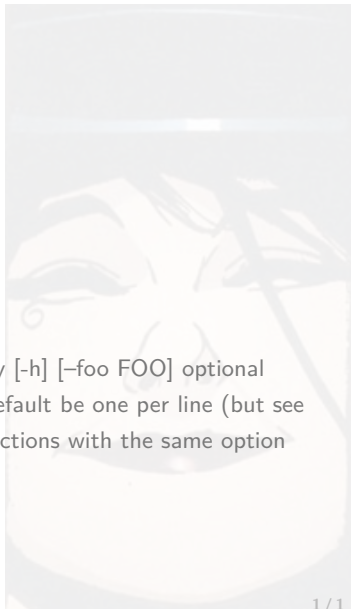 [-h] [–foo FOO] optional
efault be one per line (but see
ctions with the same option
1 / 1